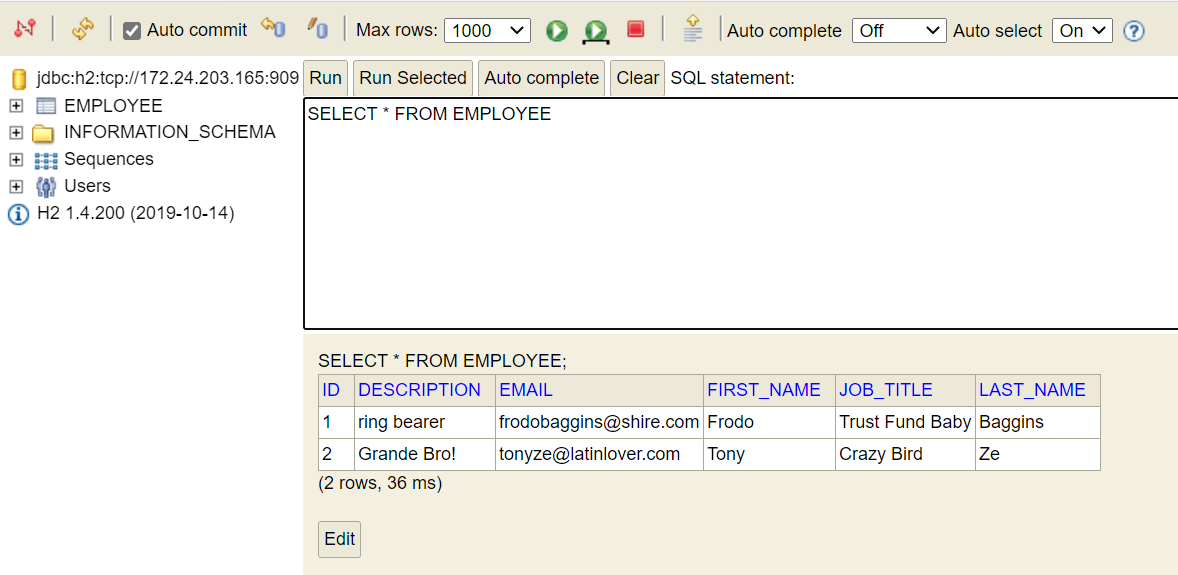 Auto commit Max rows: 1000 Auto complete Off Auto select On ?
jdbc:h2:tcp://172.24.203.165:909 Run Run Selected Auto complete Clear SQL statement:
EMPLOYEE
INFORMATION_SCHEMA
Sequences
Users
H2 1.4.200 (2019-10-14)
SELECT * FROM EMPLOYEE
SELECT * FROM EMPLOYEE;
ID DESCRIPTION EMAIL FIRST_NAME JOB_TITLE LAST_NAME
1 ring bearer frodobaggins@shire.com Frodo Trust Fund Baby Baggins
2 Grande Bro! tonyze@latinlover.com Tony Crazy Bird Ze
(2 rows, 36 ms)
Edit